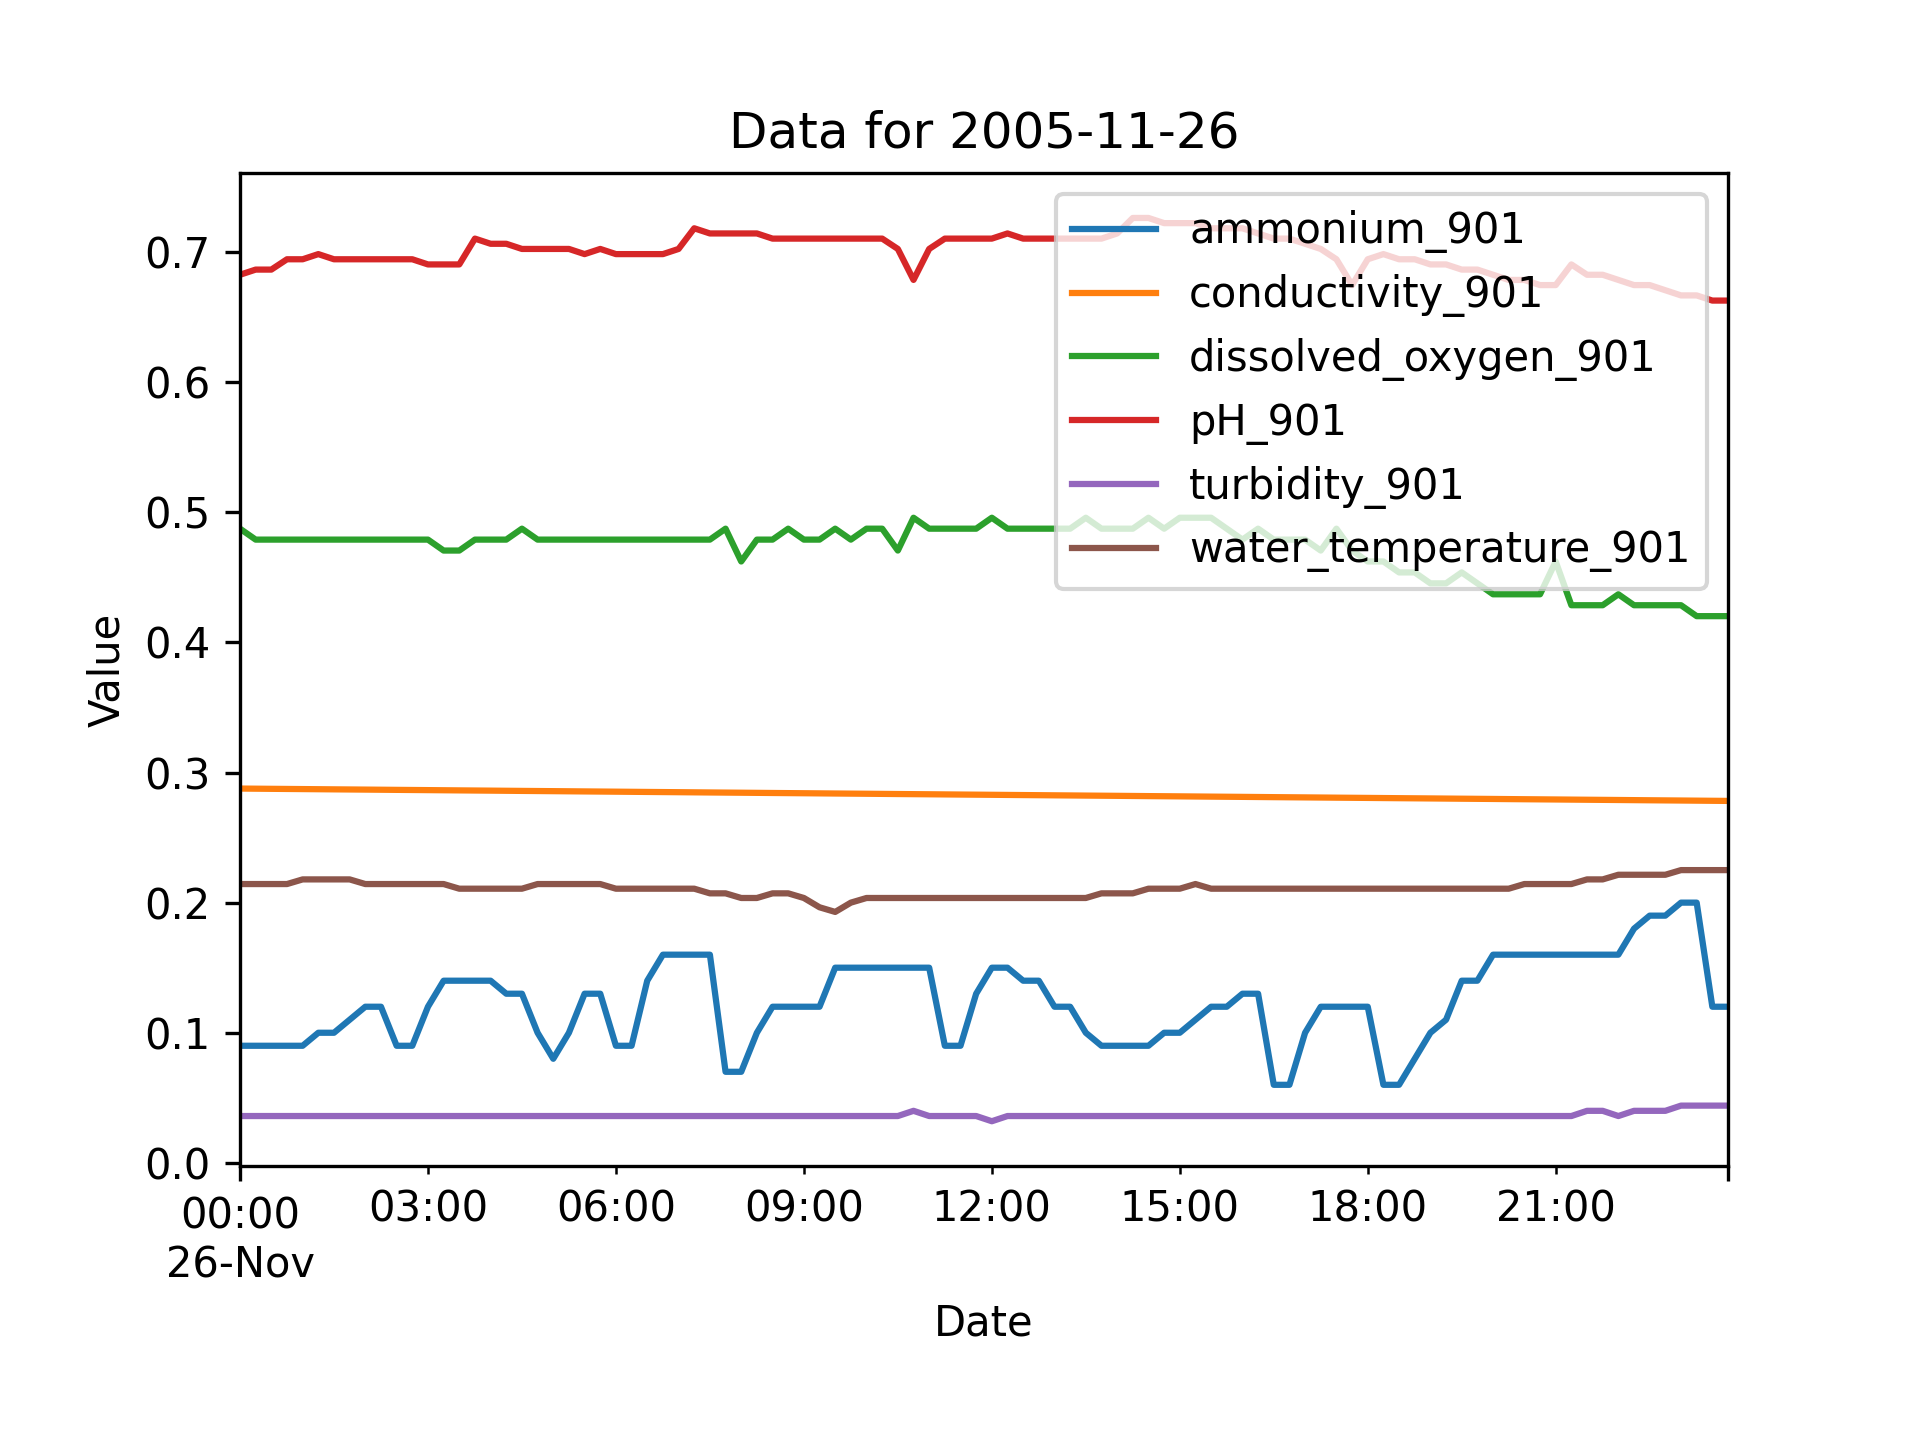 Data for 2005-11-26
ammonium_901
conductivity_901
dissolved_oxygen_901
pH_901
turbidity_901
water_temperature_901
Value
0.7
0.6
0.5
0.4
0.3
0.2
0.1
0.0
00:00 03:00 06:00 09:00 12:00 15:00 18:00 21:00
26-Nov
Date